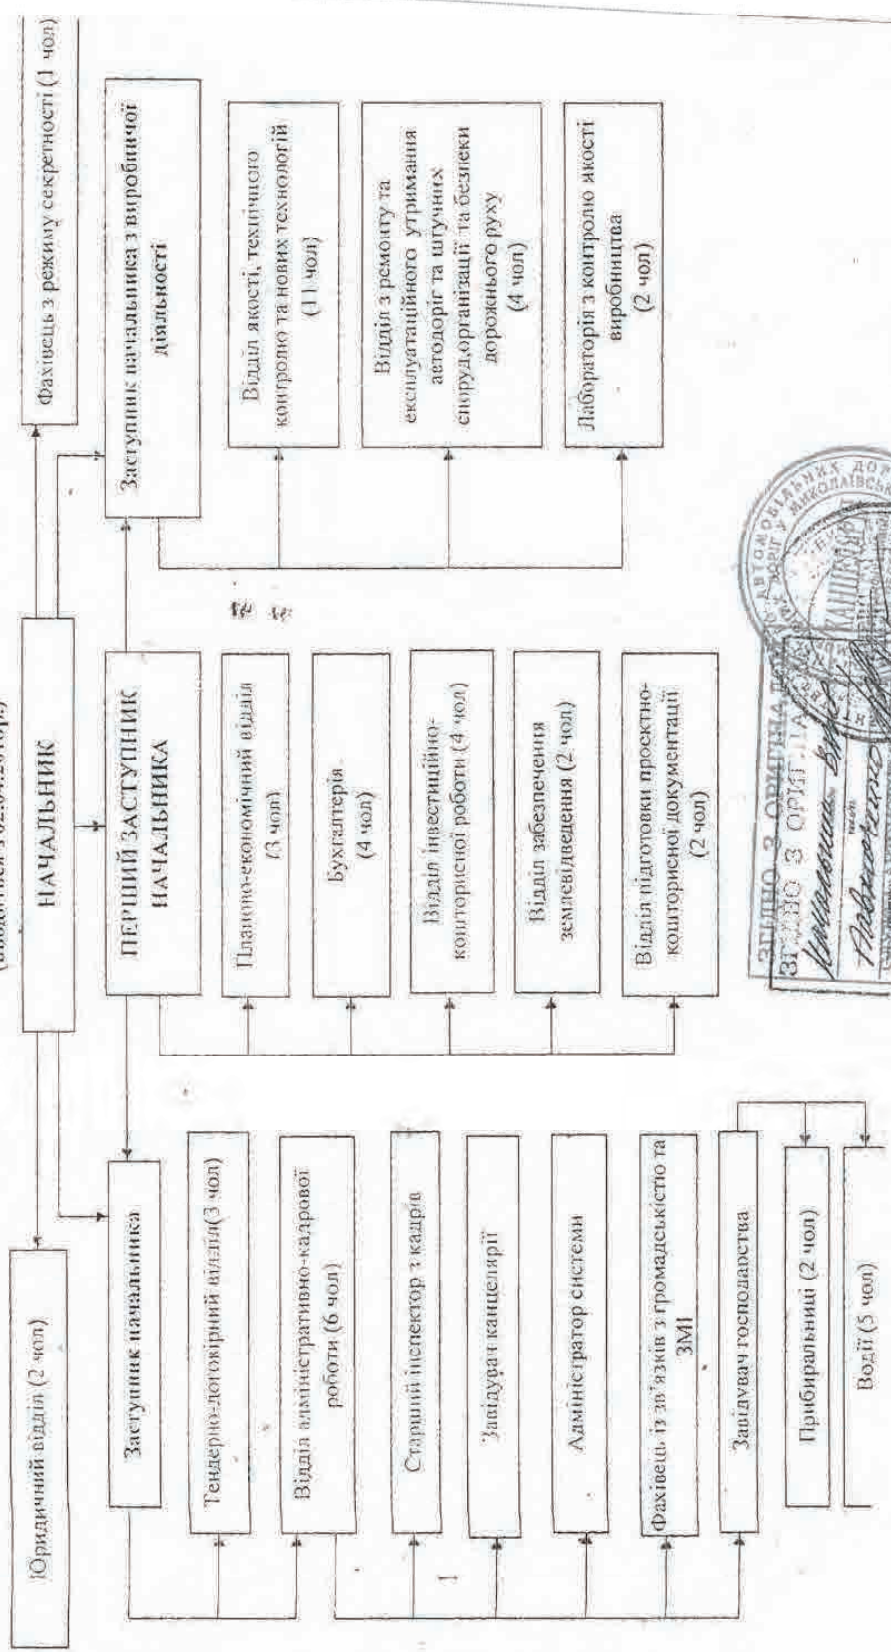 НАЧАЛЬНИК
Юридичний відділ (2 чол)
Фахівець з режиму секретності (1 чол)
Заступник начальника
ПЕРШИЙ ЗАСТУПНИК
НАЧАЛЬНИКА
Заступник начальника з виробничої
діяльності
Тендерно-договірний відділ(3 чол)
Відділ адміністративно-кадрової
роботи (6 чол)
Старший інспектор з кадрів
Завідувач канцелярії
Адміністратор системи
Фахівець із зв'язків з громадськістю та
ЗМІ
Завідувач господарства
Прибиральниці (2 чол)
Водії (5 чол)
Планово-економічний відділ
(3 чол)
Бухгалтерія
(4 чол)
Відділ інвестиційно-
кошторисної роботи (4 чол)
Відділ забезпечення
землевідведення (2 чол)
Відділ підготовки проєктно-
кошторисної документації
(2 чол)
Відділ якості, технічного
контролю та нових технологій
(11 чол)
Відділ з ремонту та
експлуатаційного утримання
автодоріг та штучних
споруд,організації та безпеки
дорожнього руху
(4 чол)
Лабораторія з контролю якості
виробництва
(2 чол)
1
ЗГІДНО З
ЗГІДНО З
АВТОМОБІЛЬНИХ